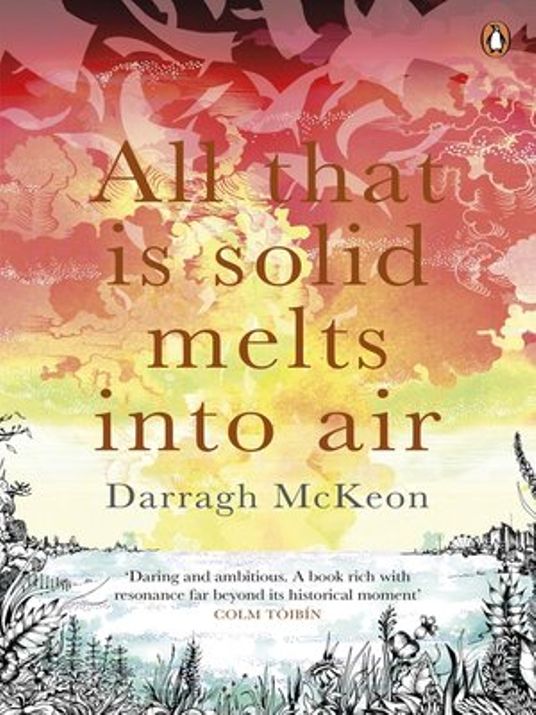 All that
is solid
melts
into air
Darragh McKeon
‘Daring and ambitious. A book rich with
resonance far beyond its historical moment’
COLM TÓIBÍN